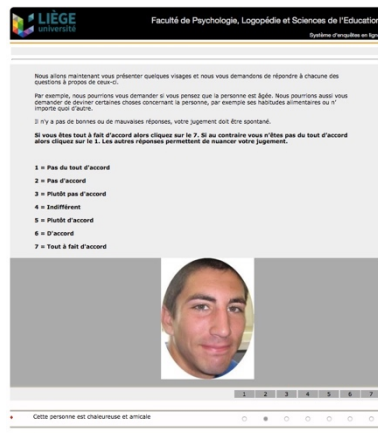 LIÈGE
université
Faculté de Psychologie, Logopédie et Sciences de l'Education
Système d'enquêtes en lign
Nous allons maintenant vous présenter quelques visages et nous vous demandons de répondre à chacune des
questions à propos de ceux-ci.
Par exemple, nous pourrions vous demander si vous pensez que la personne est âgée. Nous pourrions aussi vous
demander de deviner certaines choses concernant la personne, par exemple ses habitudes alimentaires ou n'
importe quoi d'autre.
Il n'y a pas de bonnes ou de mauvaises réponses, votre jugement doit être spontané.
Si vous êtes tout à fait d'accord alors cliquez sur le 7. Si au contraire vous n'êtes pas du tout d'accord
alors cliquez sur le 1. Les autres réponses permettent de nuancer votre jugement.
1 = Pas du tout d'accord
2 = Pas d'accord
3 = Plutôt pas d'accord
4 = Indifférent
5 = Plutôt d'accord
6 = D'accord
7 = Tout à fait d'accord
1 2 3 4 5 6 7
Cette personne est chaleureuse et amicale